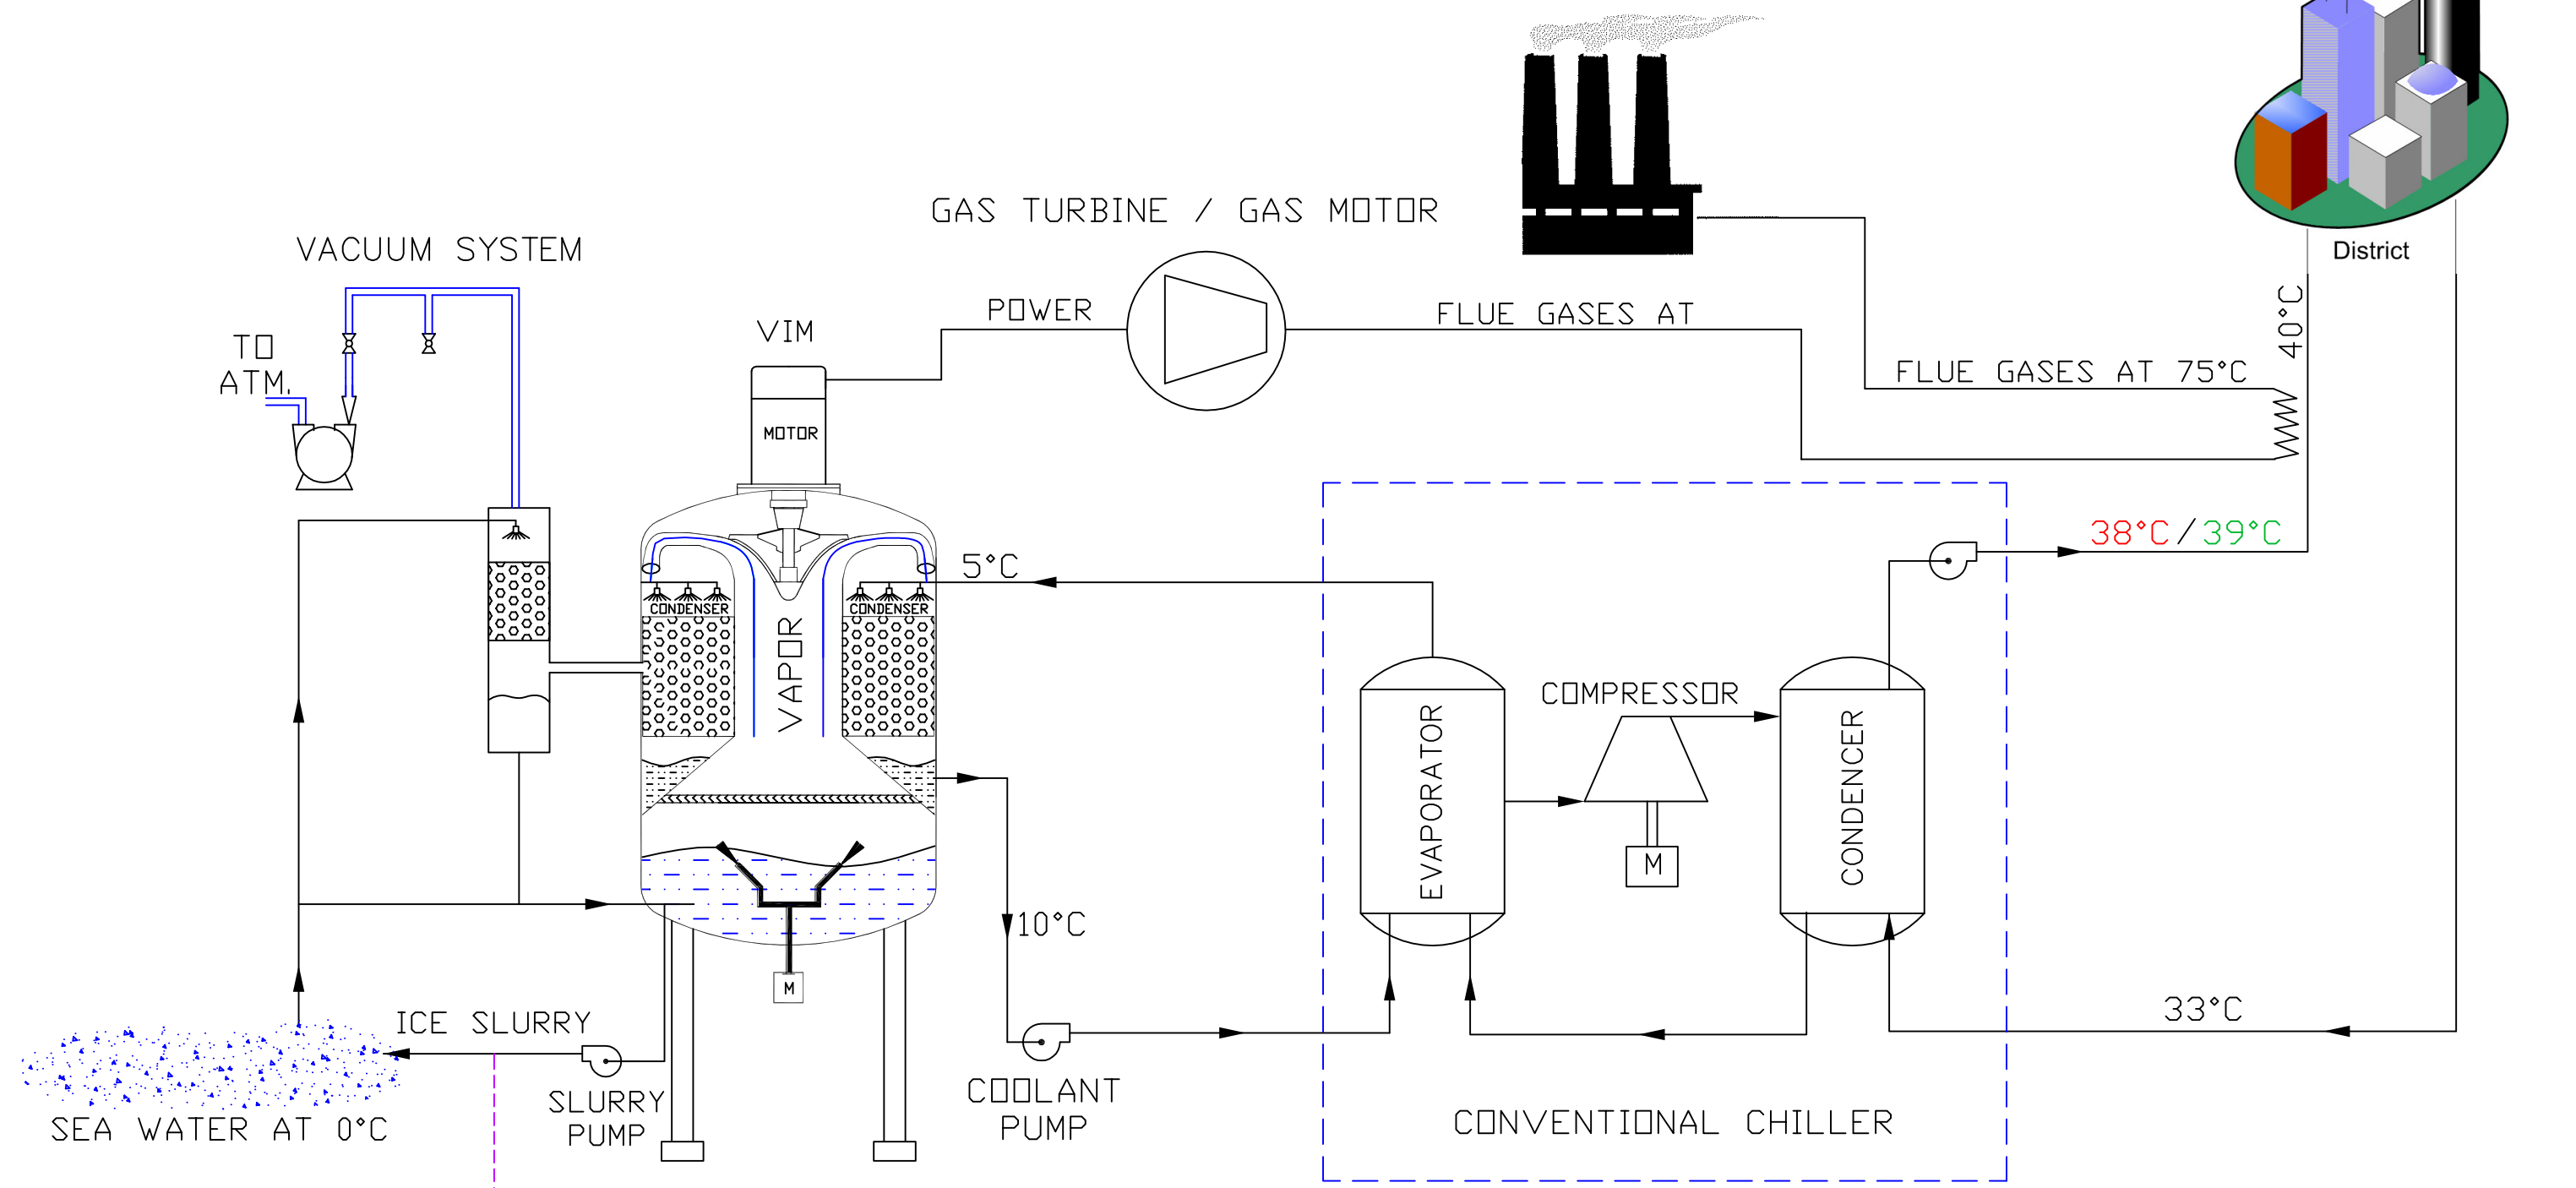 District
GAS TURBINE / GAS MOTOR
VACUUM SYSTEM
40°C
POWER
FLUE GASES AT
VIM
TO
ATM.
FLUE GASES AT 75°C
MOTOR
38°C/39°C
5°C
CONDENSER
CONDENSER
VAPOR
COMPRESSOR
EVAPORATOR
CONDENCER
M
10°C
M
33°C
ICE SLURRY
SLURRY
PUMP
COOLANT
PUMP
SEA WATER AT 0°C
CONVENTIONAL CHILLER